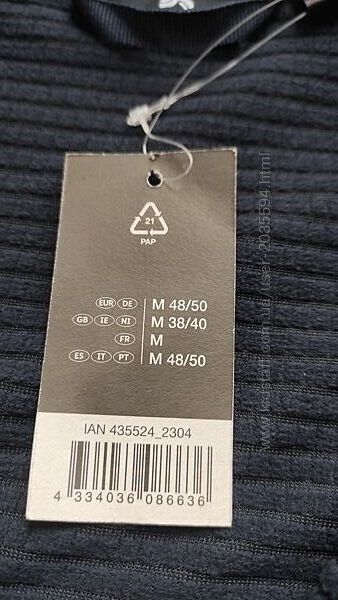 21
PAP
EUR DE M 48/50
GB IE NI M 38/40
FR M
ES IT PT M 48/50
IAN 435524_2304
4 334036 086636